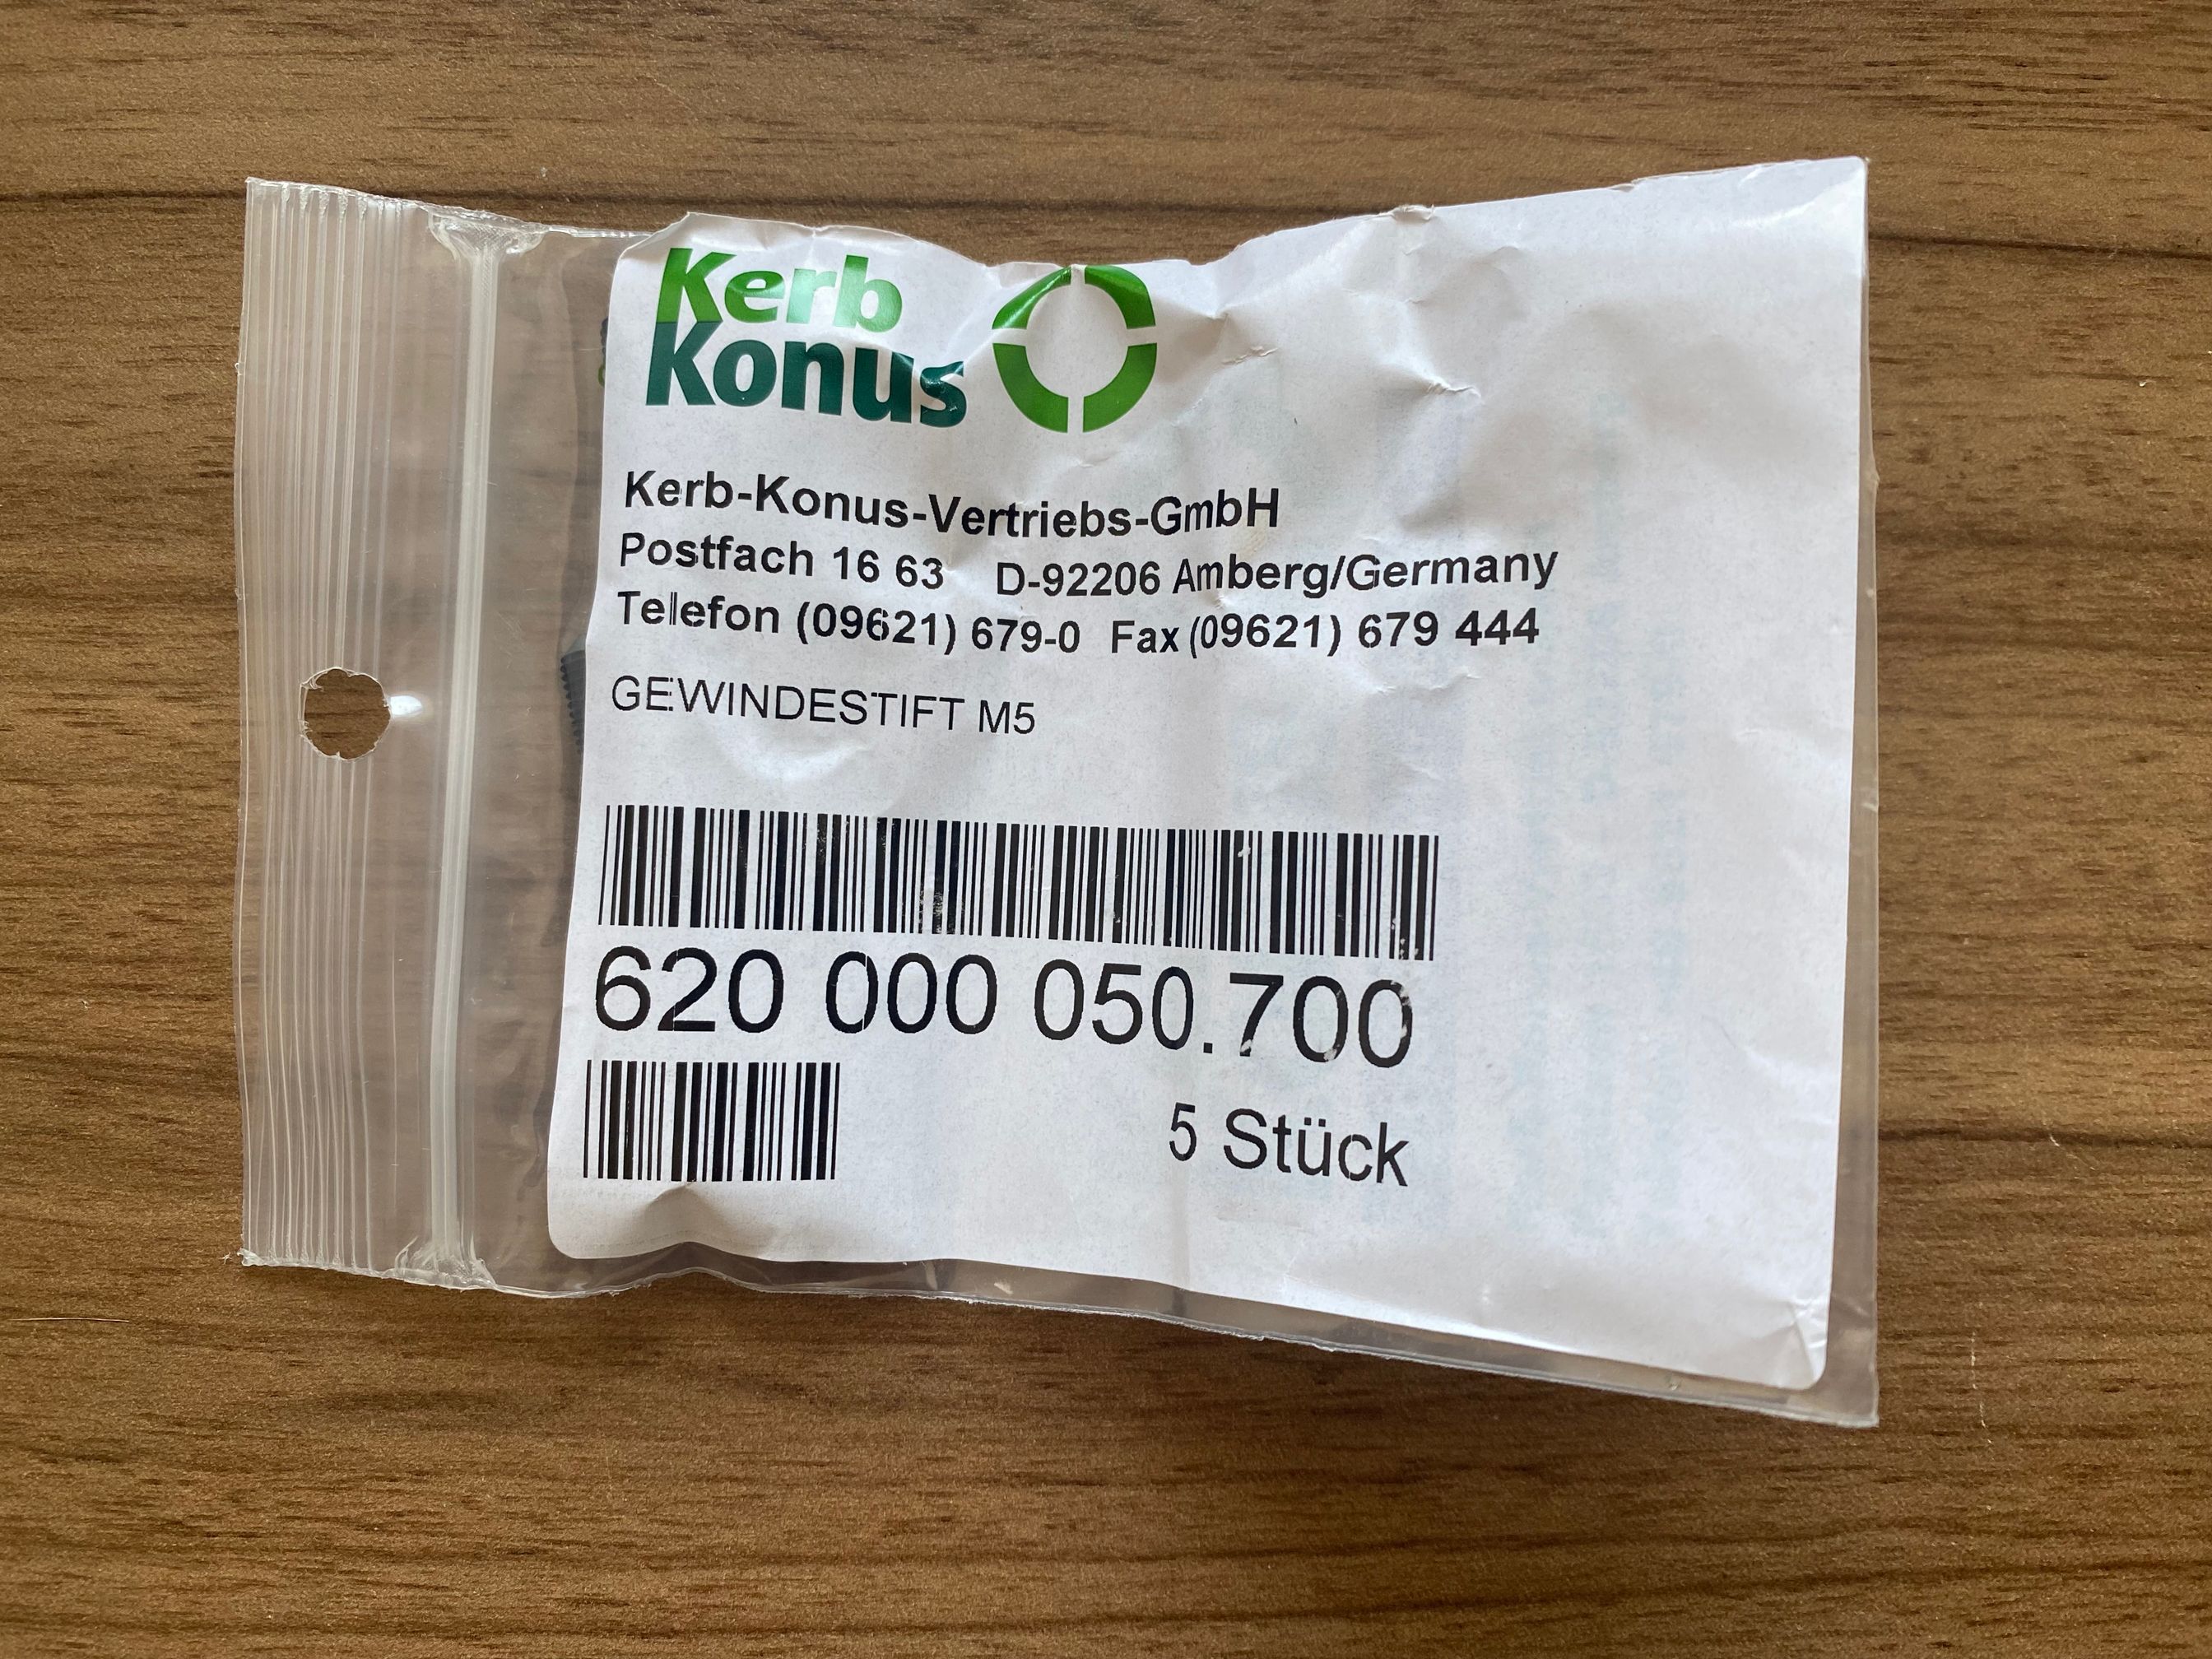 Kerb
Konus
Kerb-Konus-Vertriebs-GmbH
Postfach 16 63 D-92206 Amberg/Germany
Telefon (09621) 679-0 Fax (09621) 679 444
GEWINDESTIFT M5
620 000 050.700
5 Stück